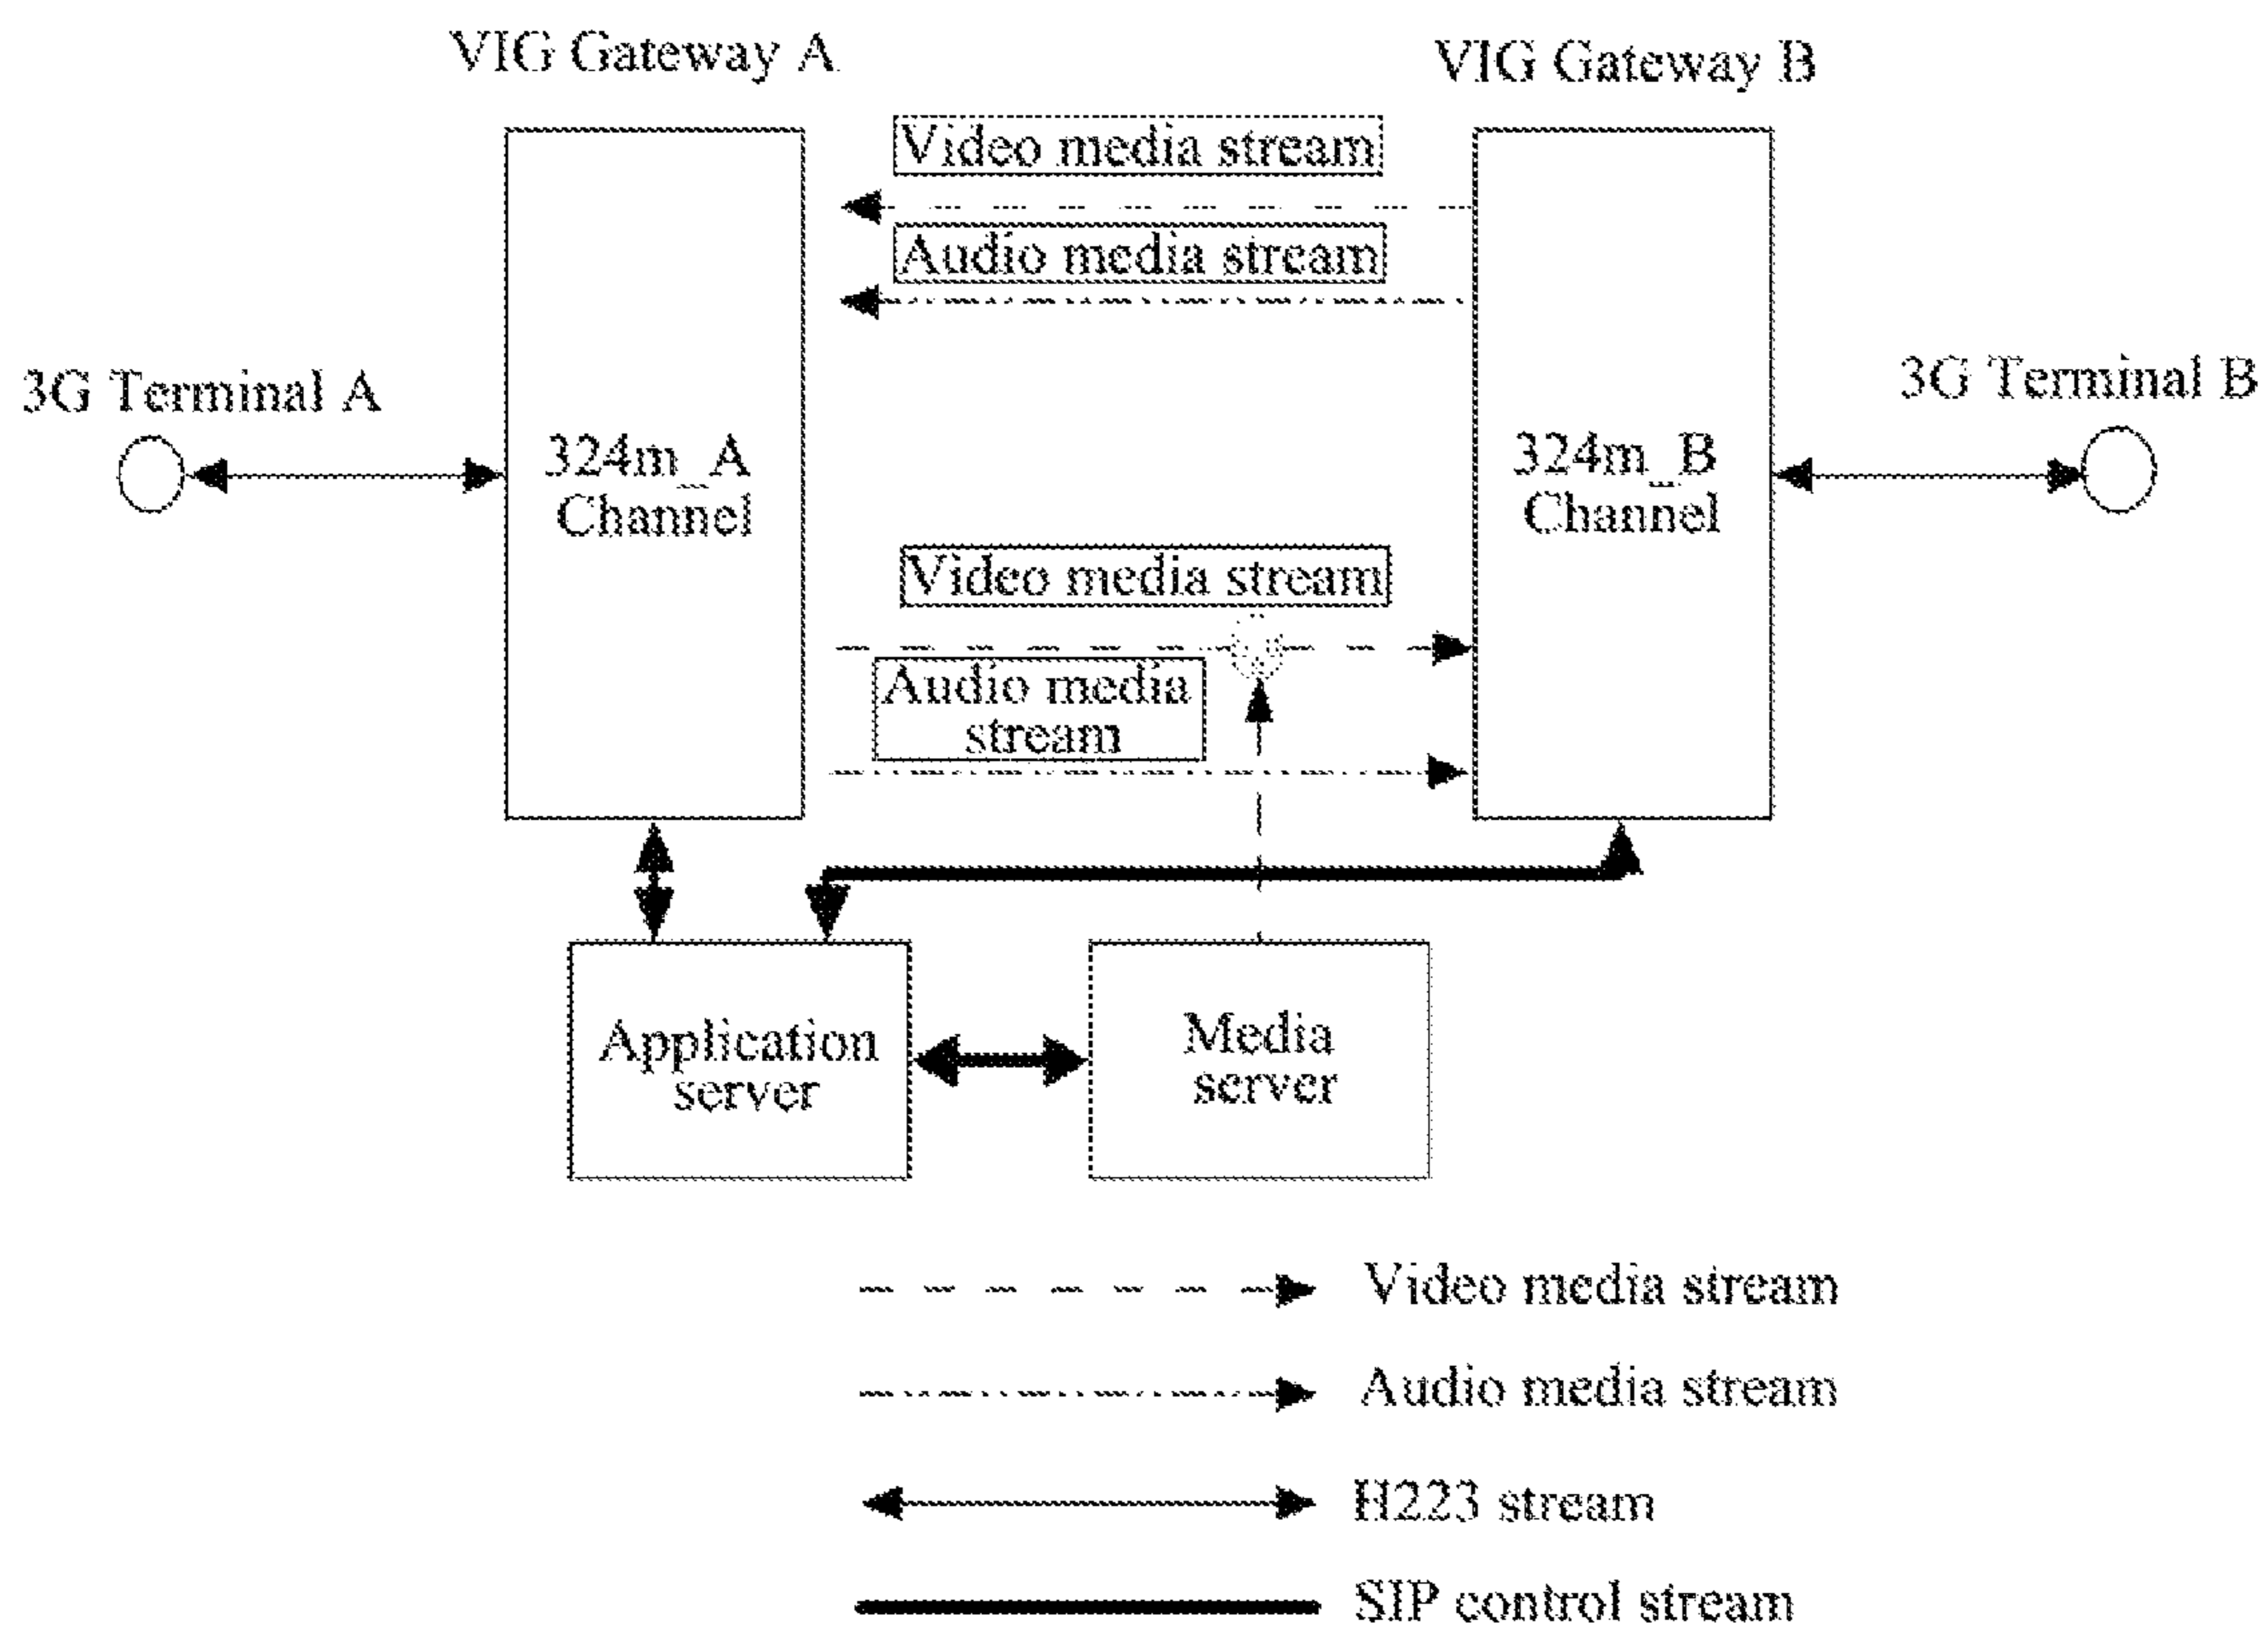 VIG Gateway A
VIG Gateway B
Video media stream
Audio media stream
3G Terminal A
3G Terminal B
324m_A
Channel
324m_B
Channel
Video media stream
Audio media
stream
Application
server
Media
server
Video media stream
Audio media stream
H223 stream
SIP control stream